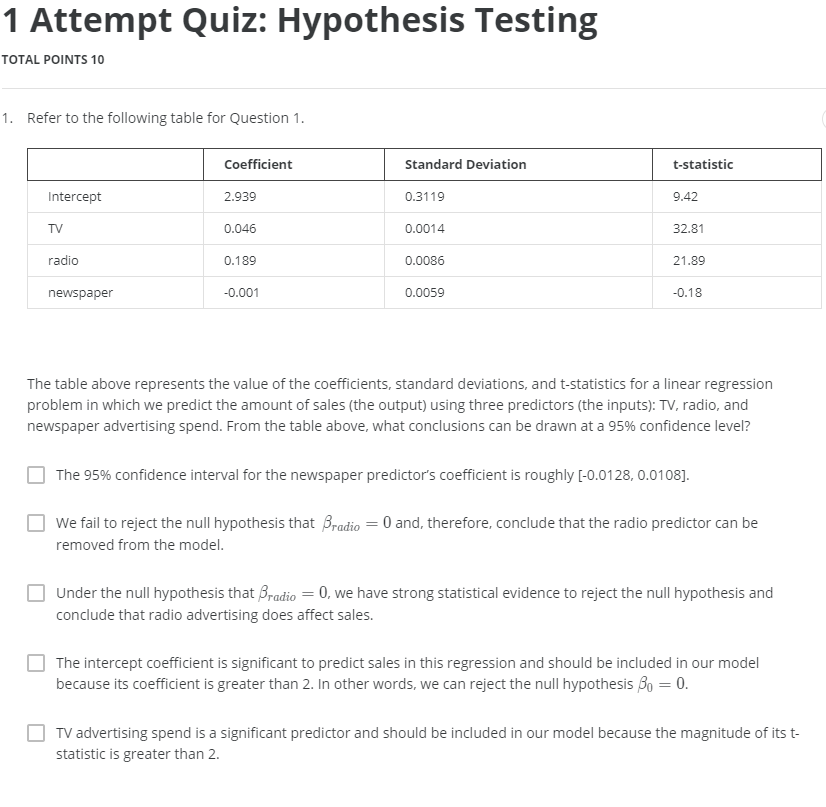 1 Attempt Quiz: Hypothesis Testing
TOTAL POINTS 10
1. Refer to the following table for Question 1.
Coefficient Standard Deviation t-statistic
Intercept 2.939 0.3119 9.42
TV 0.046 0.0014 32.81
radio 0.189 0.0086 21.89
newspaper -0.001 0.0059 -0.18
The table above represents the value of the coefficients, standard deviations, and t-statistics for a linear regression
problem in which we predict the amount of sales (the output) using three predictors (the inputs): TV, radio, and
newspaper advertising spend. From the table above, what conclusions can be drawn at a 95% confidence level?
The 95% confidence interval for the newspaper predictor's coefficient is roughly [-0.0128, 0.0108].
We fail to reject the null hypothesis that βradio = 0 and, therefore, conclude that the radio predictor can be
removed from the model.
Under the null hypothesis that βradio = 0, we have strong statistical evidence to reject the null hypothesis and
conclude that radio advertising does affect sales.
The intercept coefficient is significant to predict sales in this regression and should be included in our model
because its coefficient is greater than 2. In other words, we can reject the null hypothesis β0 = 0.
TV advertising spend is a significant predictor and should be included in our model because the magnitude of its t-
statistic is greater than 2.